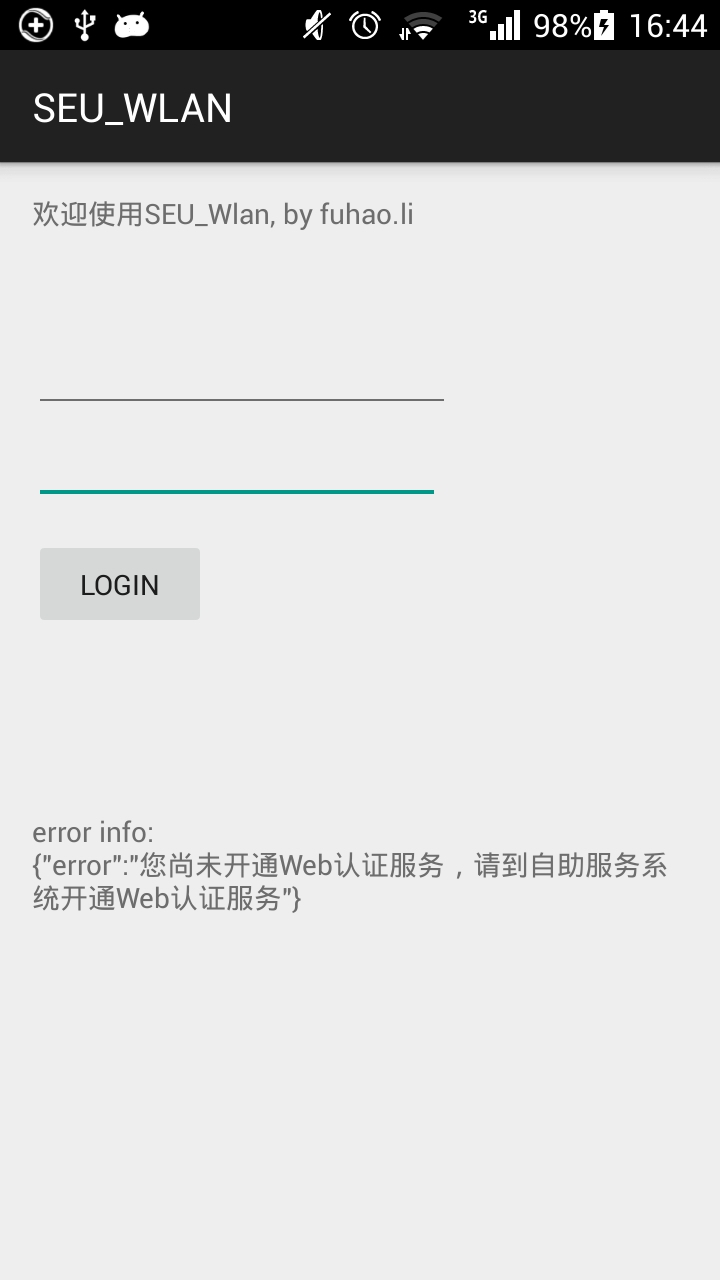 3G 98% 16:44
SEU_WLAN
欢迎使用SEU_Wlan, by fuhao.li
LOGIN
error info:
{"error":"您尚未开通Web认证服务，请到自助服务系
统开通Web认证服务"}